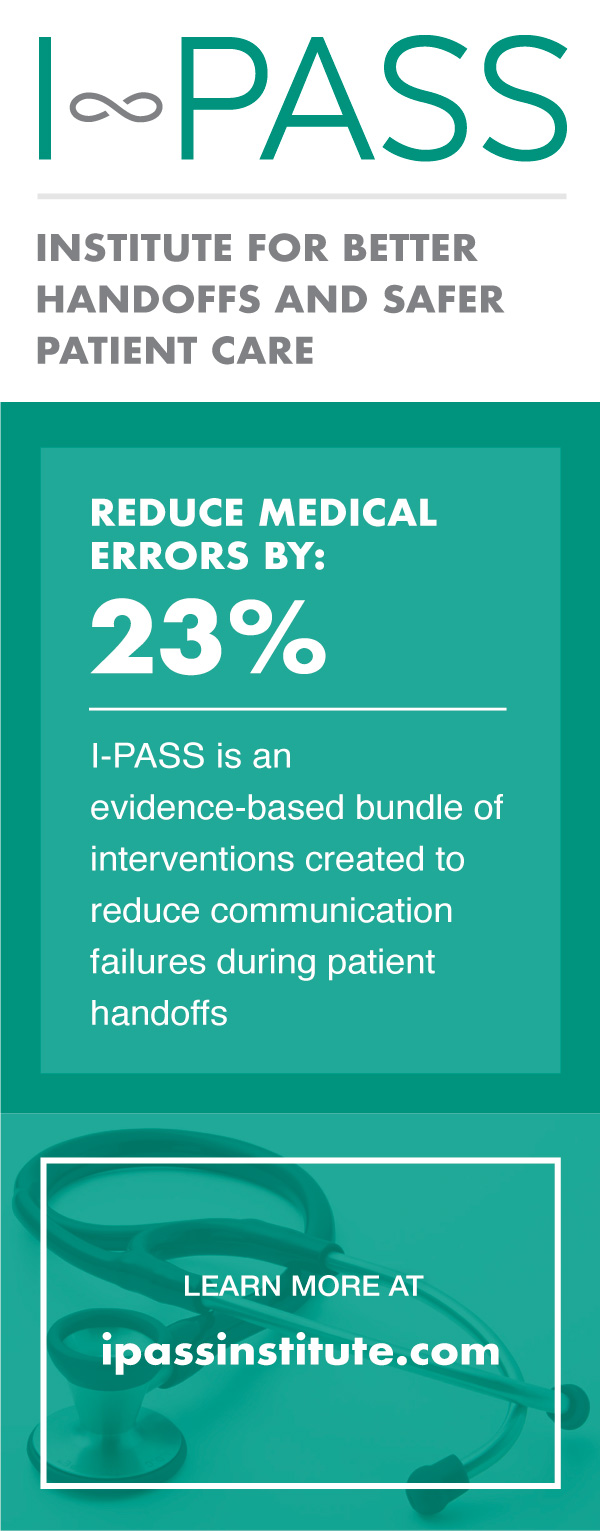 I∞PASS
INSTITUTE FOR BETTER
HANDOFFS AND SAFER
PATIENT CARE
REDUCE MEDICAL
ERRORS BY:
23%
I-PASS is an
evidence-based bundle of
interventions created to
reduce communication
failures during patient
handoffs
LEARN MORE AT
ipassinstitute.com